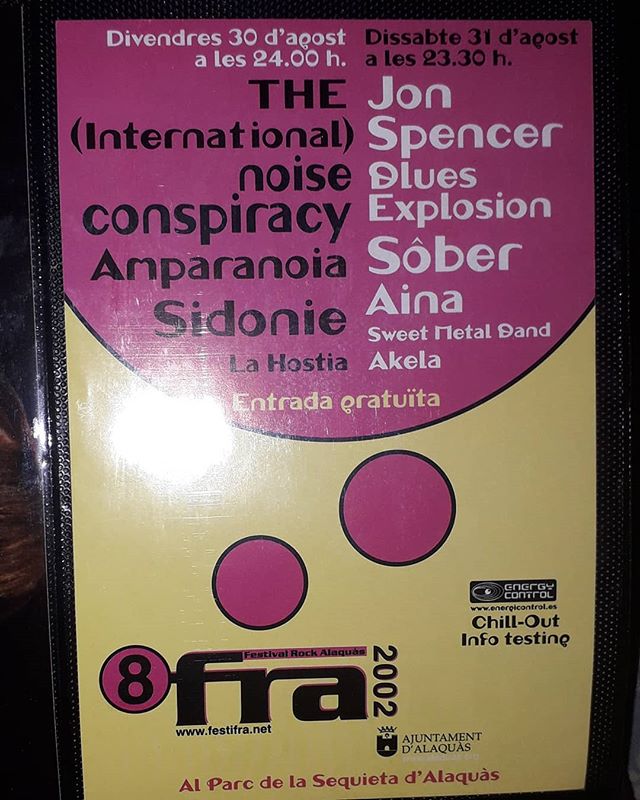 Divendres 30 d'agost
a les 24.00 h.
THE
(International)
noise
conspiracy
Amparanoia
Sidonie
La Hostia
Dissabte 31 d'agost
a les 23.30 h.
Jon
Spencer
Blues
Explosion
Sôber
Aina
Sweet Metal Band
Akela
Entrada gratuïta
ENERGY
CONTROL
www.energicontrol.es
Chill-Out
Info testing
8
Festival Rock Alaquàs
fra
2002
www.festifra.net
AJUNTAMENT
D'ALAQUÀS
Al Parc de la Sequieta d'Alaquàs